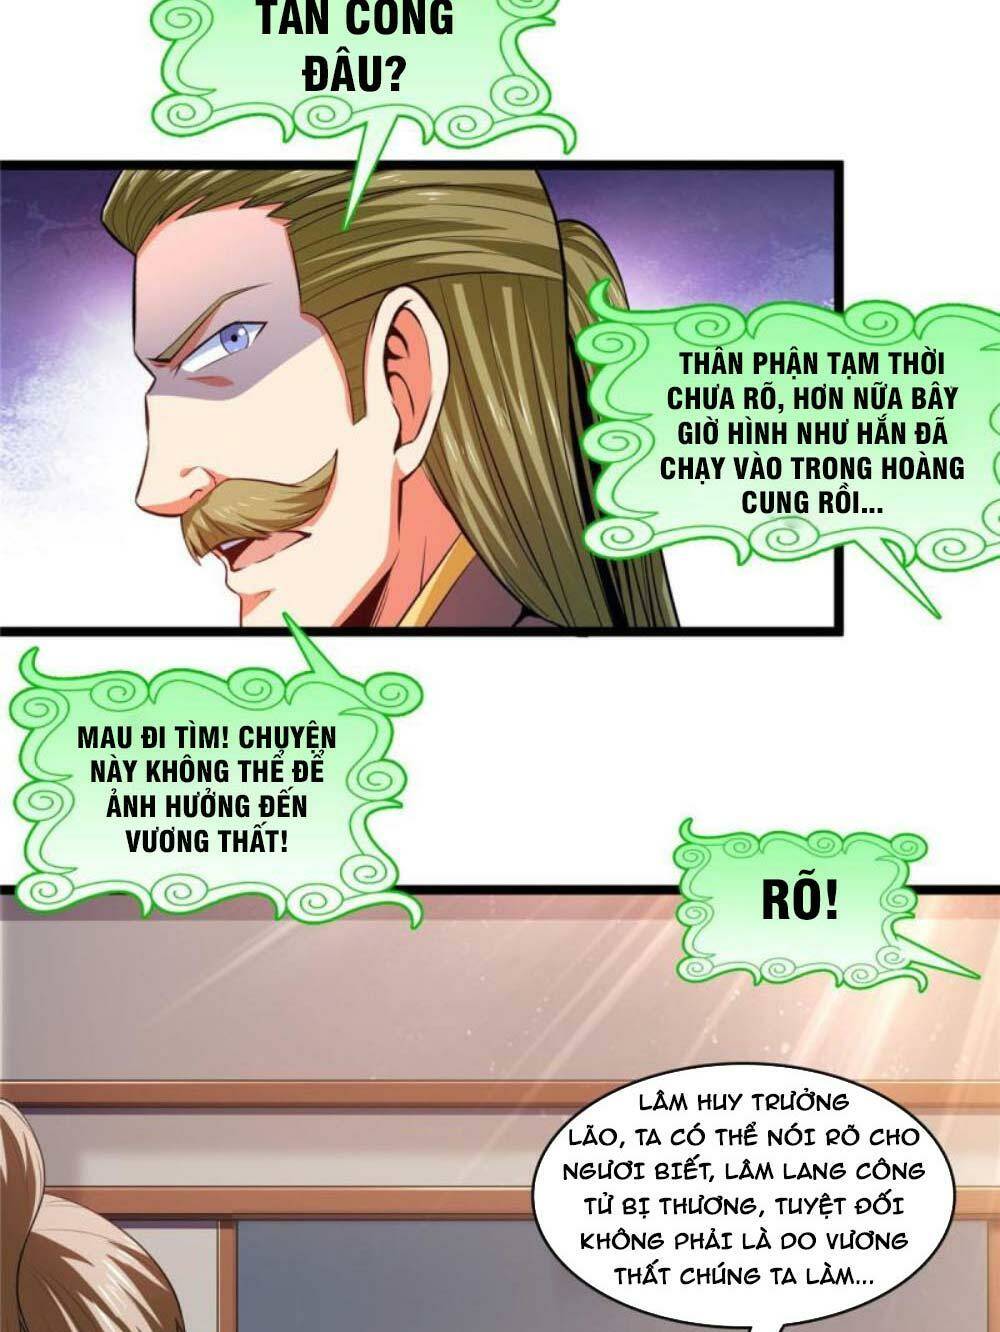 TẤN CÔNG
ĐÂU?
THÂN PHẬN TẠM THỜI
CHƯA RÕ, HƠN NỮA BÂY
GIỜ HÌNH NHƯ HẮN ĐÃ
CHẠY VÀO TRONG HOÀNG
CUNG RỒI...
MAU ĐI TÌM! CHUYỆN
NÀY KHÔNG THỂ ĐỂ
ẢNH HƯỞNG ĐẾN
VƯƠNG THẤT!
RÕ!
LÂM HUY TRƯỞNG
LÃO, TA CÓ THỂ NÓI RÕ CHO
NGƯƠI BIẾT, LÂM LANG CÔNG
TỬ BỊ THƯƠNG, TUYỆT ĐỐI
KHÔNG PHẢI LÀ DO VƯƠNG
THẤT CHÚNG TA LÀM...